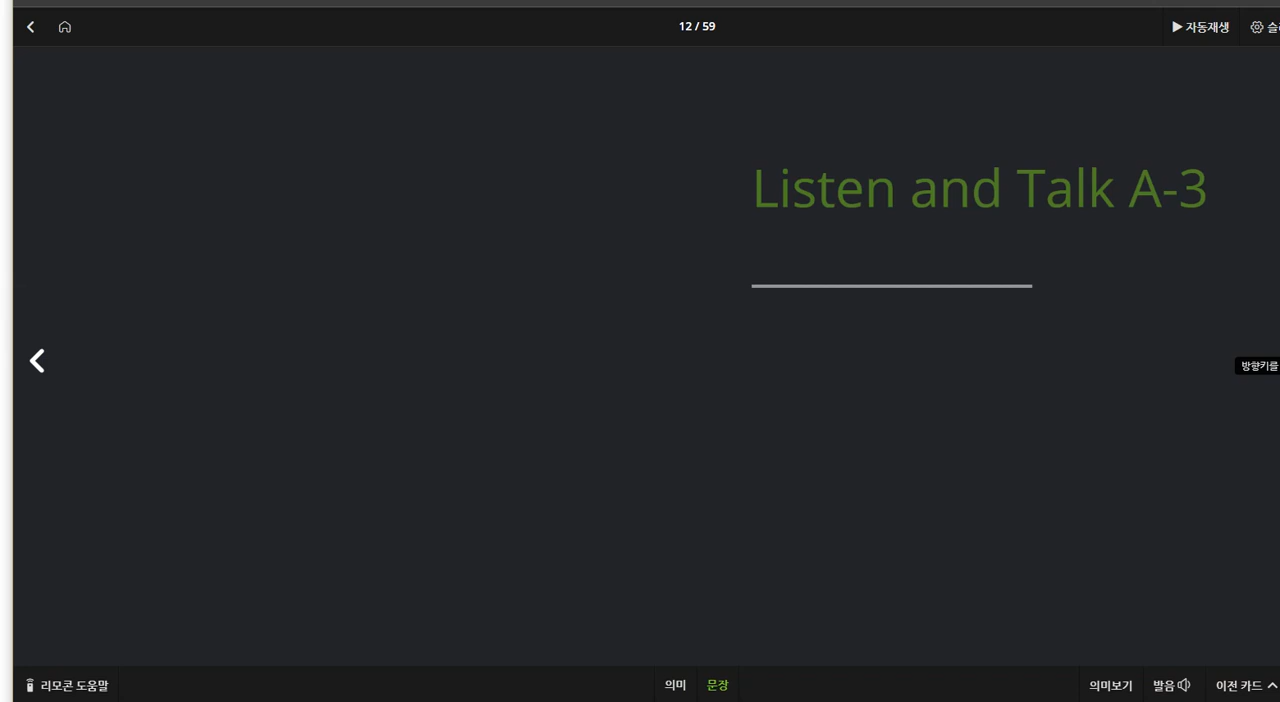 12 / 59
자동재생
Listen and Talk A-3
방향키를
리모콘 도움말
의미
문장
의미보기
발음
이전 카드